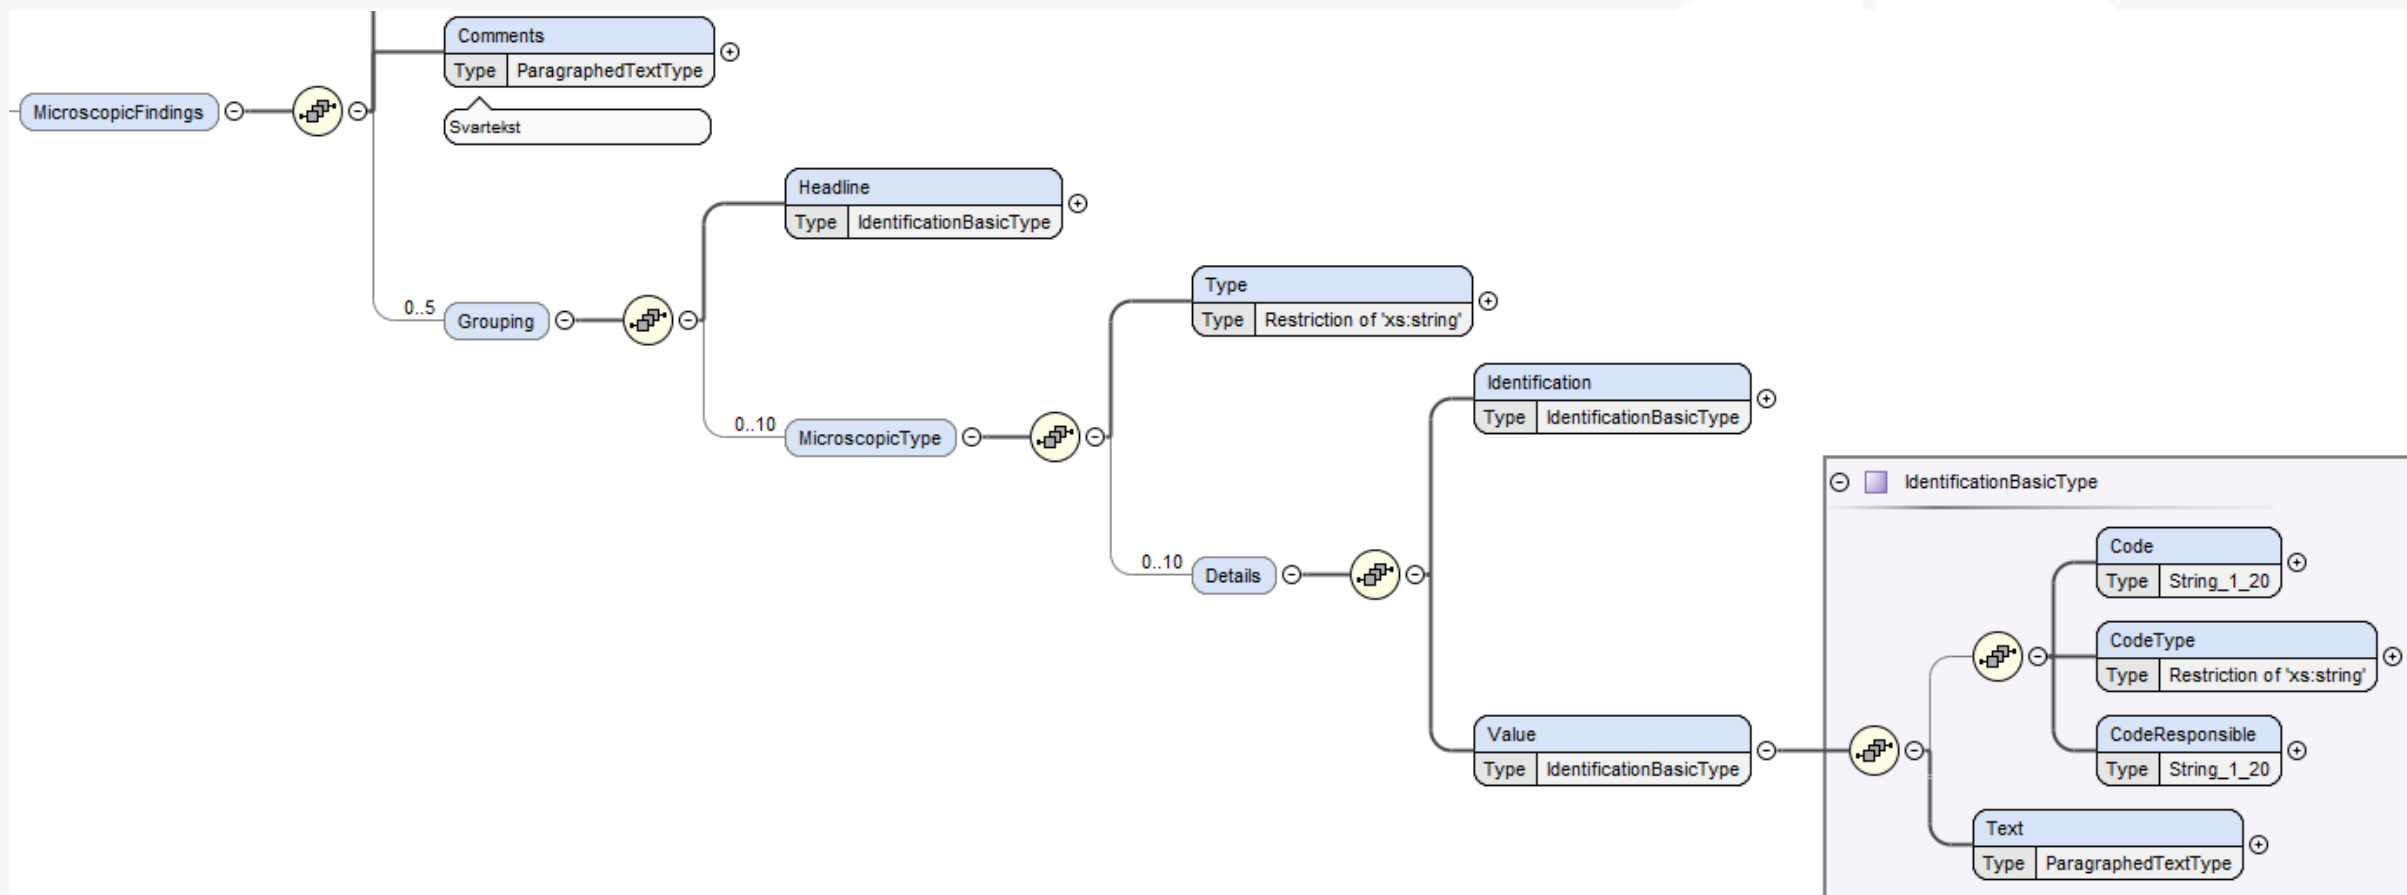 Comments
Type ParagraphedTextType
MicroscopicFindings
Svartekst
Headline
Type IdentificationBasicType
Type
Type Restriction of 'xs:string'
0..5
Grouping
Identification
Type IdentificationBasicType
0..10
MicroscopicType
IdentificationBasicType
Code
Type String_1_20
0..10
Details
CodeType
Type Restriction of 'xs:string'
Value
Type IdentificationBasicType
CodeResponsible
Type String_1_20
Text
Type ParagraphedTextType